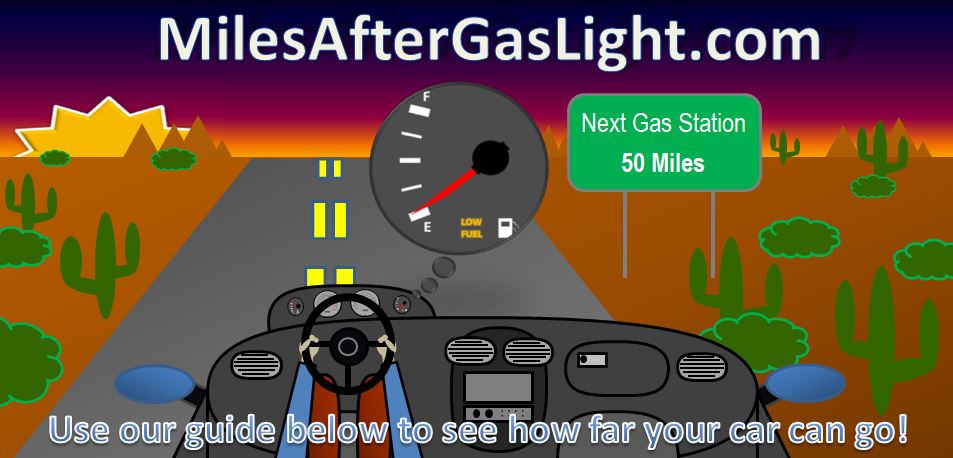 MilesAfterGasLight.com
F
Next Gas Station
50 Miles
LOW
FUEL
E
Use our guide below to see how far your car can go!